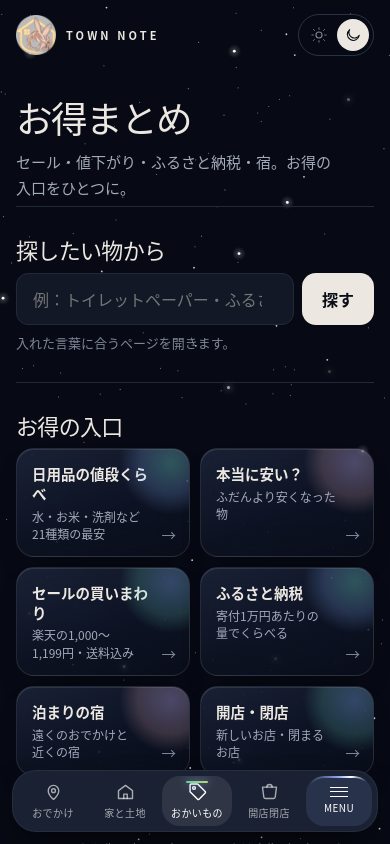 TOWN NOTE
お得まとめ
セール・値下がり・ふるさと納税・宿。お得の
入口をひとつに。
探したい物から
例：トイレットペーパー・ふるさ
探す
入れた言葉に合うページを開きます。
お得の入口
日用品の値段くら
べ
水・お米・洗剤など
21種類の最安
→
本当に安い？
ふだんより安くなった
物
→
セールの買いまわ
り
楽天の1,000〜
1,199円・送料込み
→
ふるさと納税
寄付1万円あたりの
量でくらべる
→
泊まりの宿
遠くのおでかけと
近くの宿
→
開店・閉店
新しいお店・閉まる
お店
→
おでかけ
家と土地
おかいもの
開店閉店
MENU